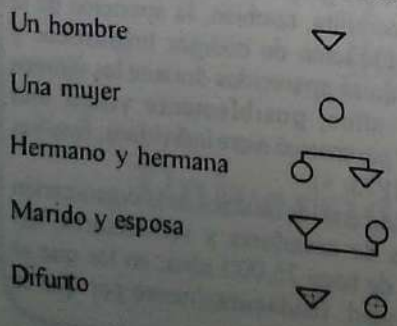 Un hombre
Una mujer
Hermano y hermana
Marido y esposa
Difunto